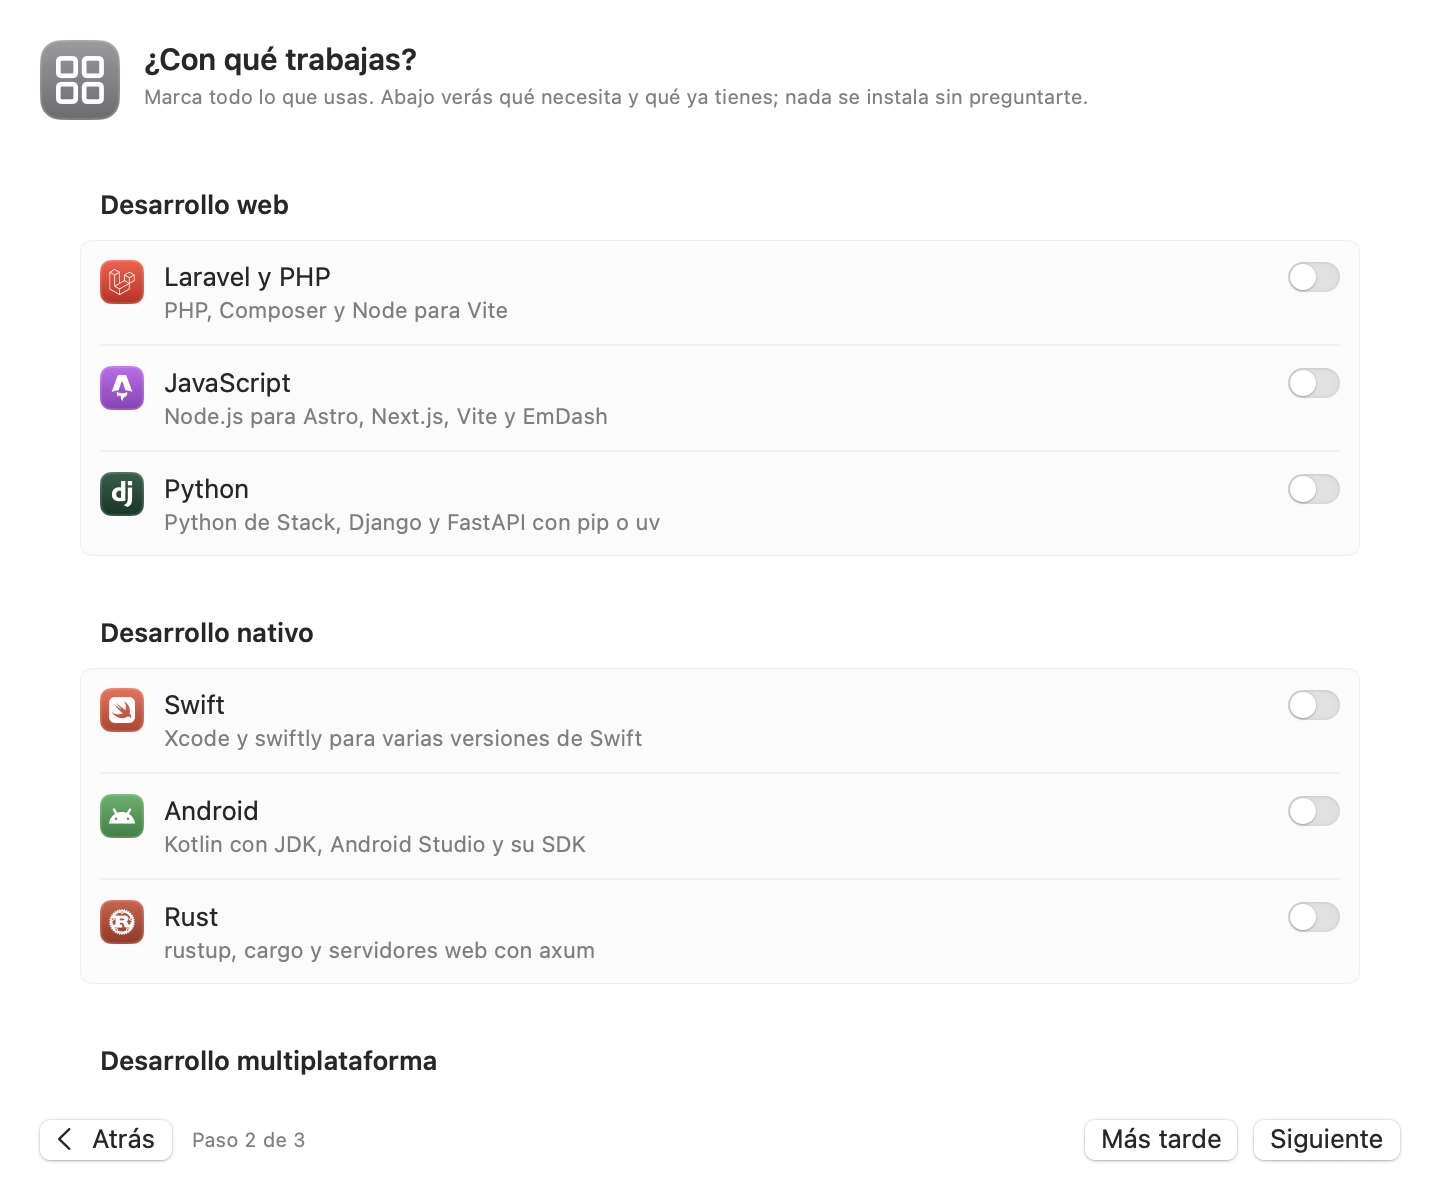 ¿Con qué trabajas?
Marca todo lo que usas. Abajo verás qué necesita y qué ya tienes; nada se instala sin preguntarte.
Desarrollo web
Laravel y PHP
PHP, Composer y Node para Vite
JavaScript
Node.js para Astro, Next.js, Vite y EmDash
dj
Python
Python de Stack, Django y FastAPI con pip o uv
Desarrollo nativo
Swift
Xcode y swiftly para varias versiones de Swift
Android
Kotlin con JDK, Android Studio y su SDK
R
Rust
rustup, cargo y servidores web con axum
Desarrollo multiplataforma
Atrás
Paso 2 de 3
Más tarde
Siguiente